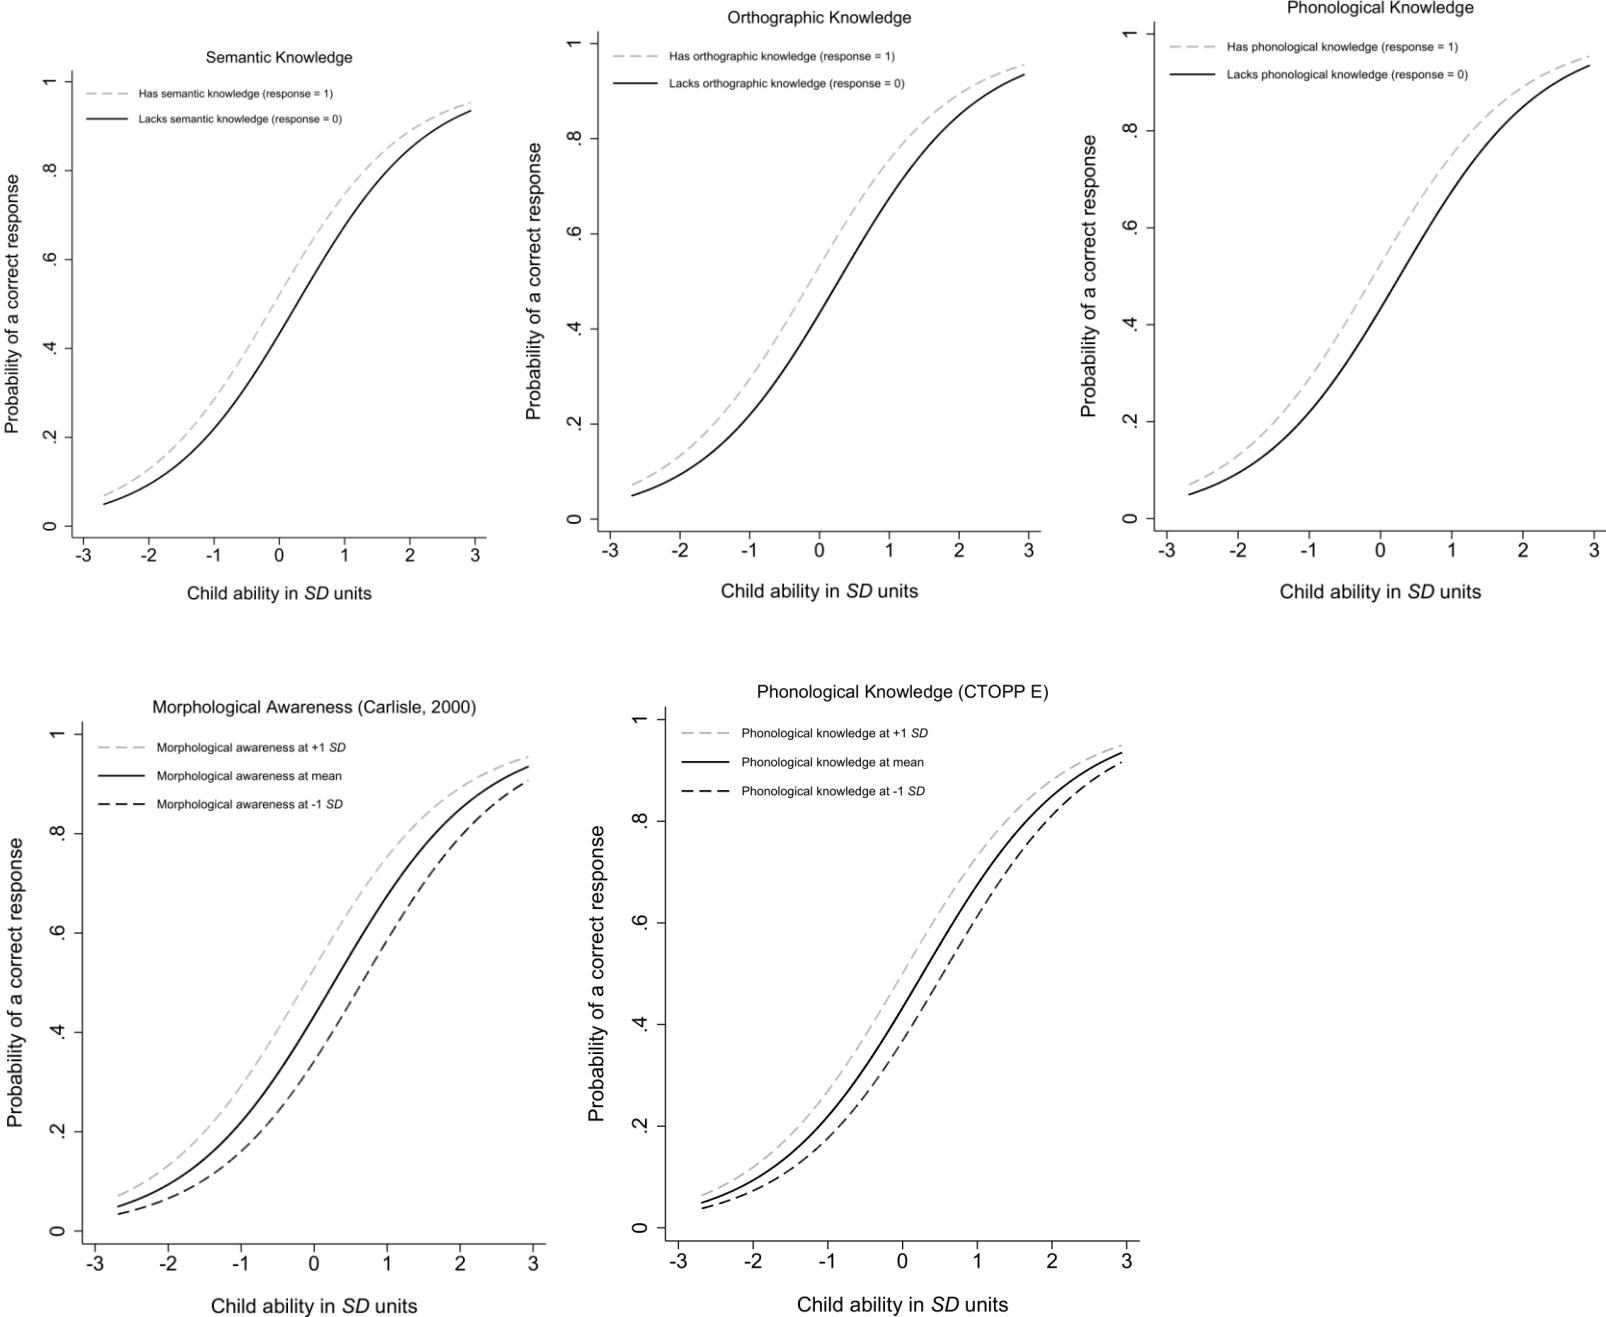 Semantic Knowledge
Has semantic knowledge (response = 1)
Lacks semantic knowledge (response = 0)
Probability of a correct response
1
.8
.6
.4
.2
0
-3 -2 -1 0 1 2 3
Child ability in SD units
Orthographic Knowledge
Has orthographic knowledge (response = 1)
Lacks orthographic knowledge (response = 0)
Probability of a correct response
1
.8
.6
.4
.2
0
-3 -2 -1 0 1 2 3
Child ability in SD units
Phonological Knowledge
Has phonological knowledge (response = 1)
Lacks phonological knowledge (response = 0)
Probability of a correct response
1
.8
.6
.4
.2
0
-3 -2 -1 0 1 2 3
Child ability in SD units
Morphological Awareness (Carlisle, 2000)
Morphological awareness at +1 SD
Morphological awareness at mean
Morphological awareness at -1 SD
Probability of a correct response
1
.8
.6
.4
.2
0
-3 -2 -1 0 1 2 3
Child ability in SD units
Phonological Knowledge (CTOPP E)
Phonological knowledge at +1 SD
Phonological knowledge at mean
Phonological knowledge at -1 SD
Probability of a correct response
1
.8
.6
.4
.2
0
-3 -2 -1 0 1 2 3
Child ability in SD units